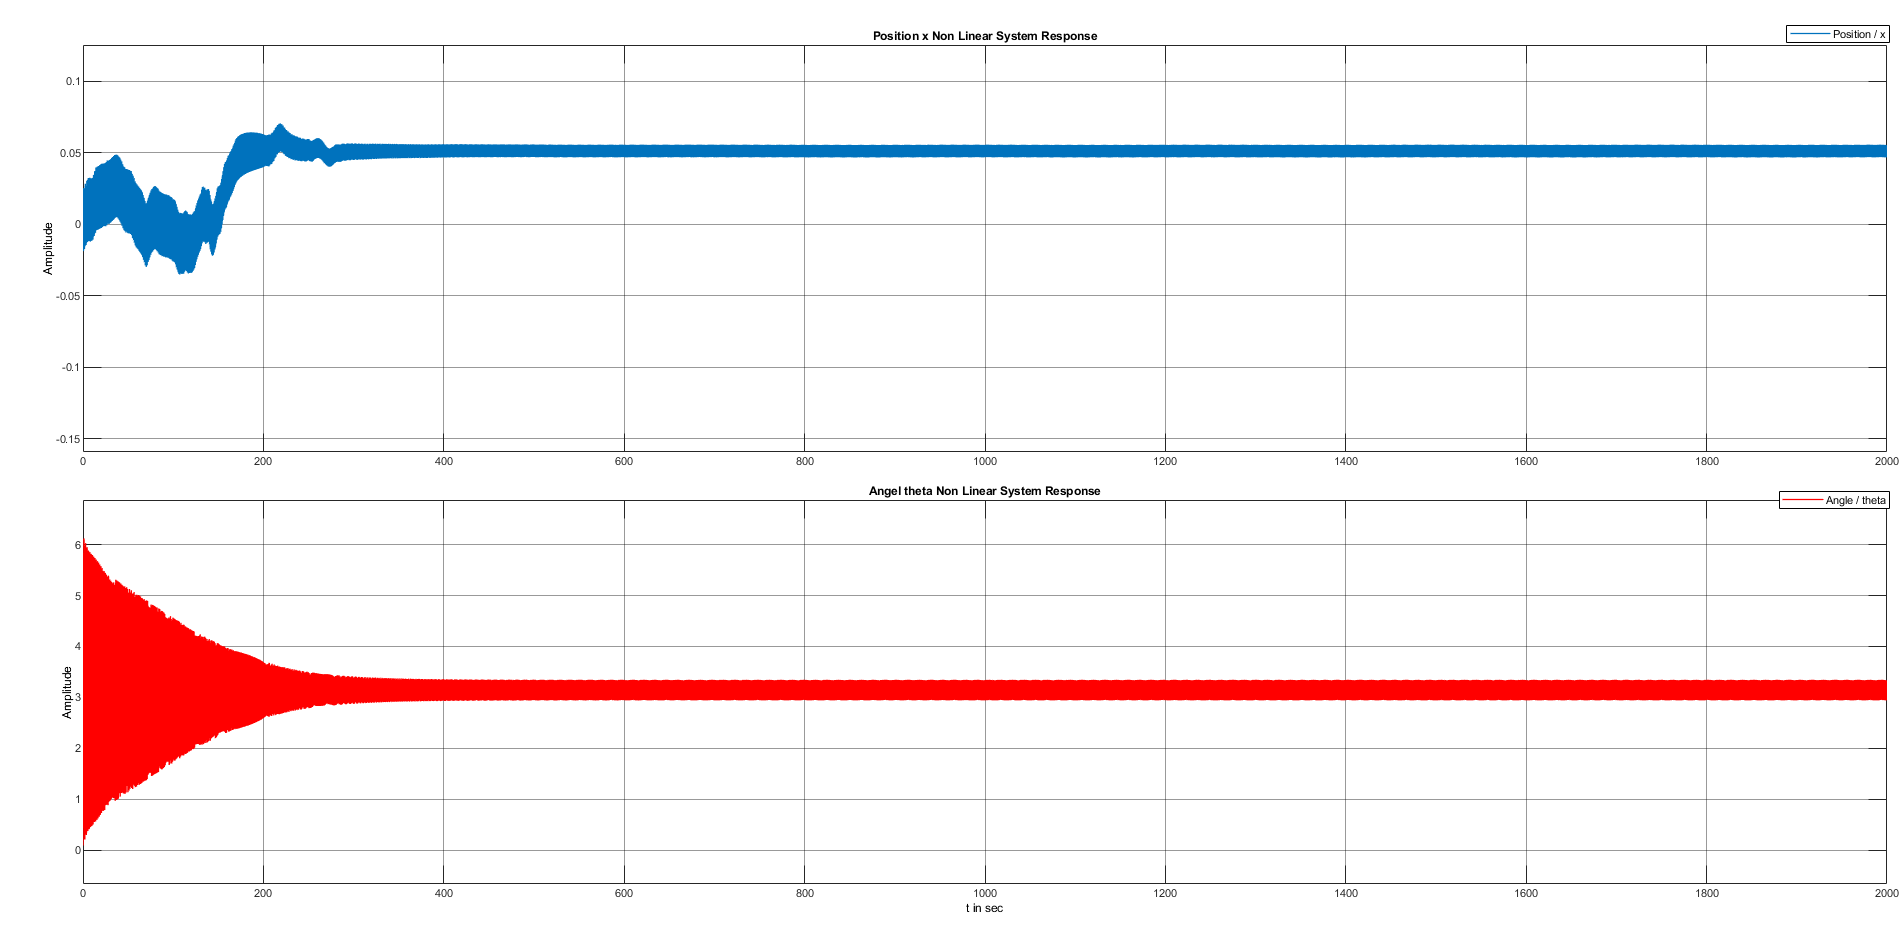 Position x Non Linear System Response
Position / x
0.1
0.05
0
-0.05
-0.1
-0.15
Amplitude
0 200 400 600 800 1000 1200 1400 1600 1800 2000
Angel theta Non Linear System Response
Angle / theta
6
5
4
3
2
1
0
Amplitude
0 200 400 600 800 1000 1200 1400 1600 1800 2000
t in sec